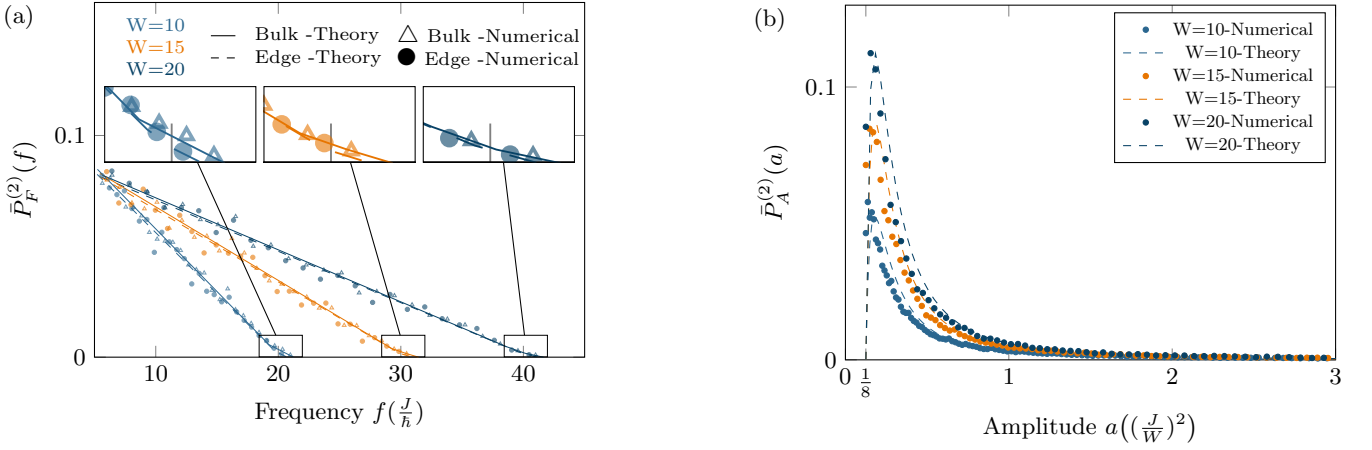 (a)
W=10
W=15
W=20
Bulk -Theory
Edge -Theory
Bulk -Numerical
Edge -Numerical
0.1
0
P̄_F^(2)(f)
10
20
30
40
Frequency f(J/ħ)
(b)
W=10-Numerical
W=10-Theory
W=15-Numerical
W=15-Theory
W=20-Numerical
W=20-Theory
0.1
0
P̄_A^(2)(a)
0
1/8
1
2
3
Amplitude a((J/W)^2)